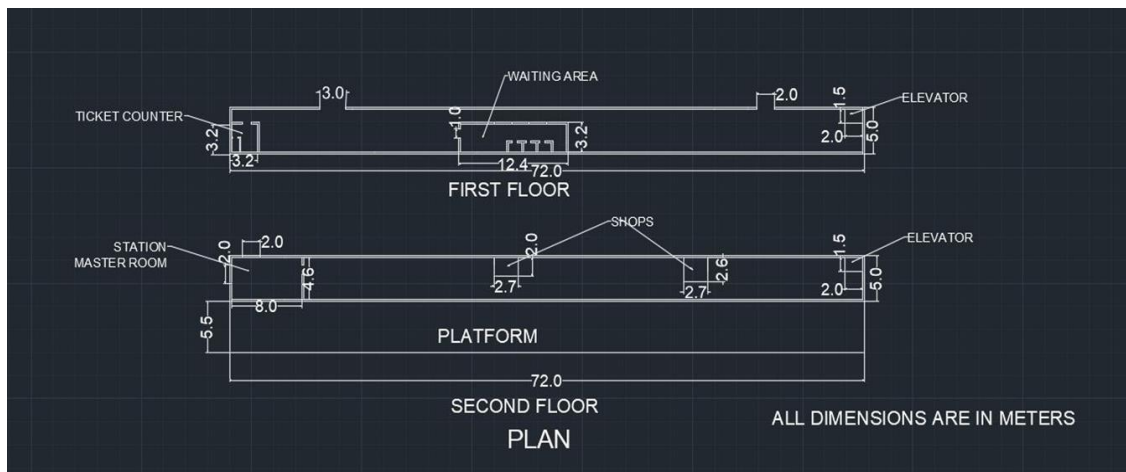 WAITING AREA
3.0
2.0
1.5
ELEVATOR
TICKET COUNTER
1.0
3.2
3.2
2.0
5.0
3.2
12.4
72.0
FIRST FLOOR
SHOPS
STATION
MASTER ROOM
2.0
2.0
2.0
1.5
ELEVATOR
4.6
2.6
5.0
2.7
2.7
2.0
8.0
5.5
PLATFORM
72.0
SECOND FLOOR
ALL DIMENSIONS ARE IN METERS
PLAN